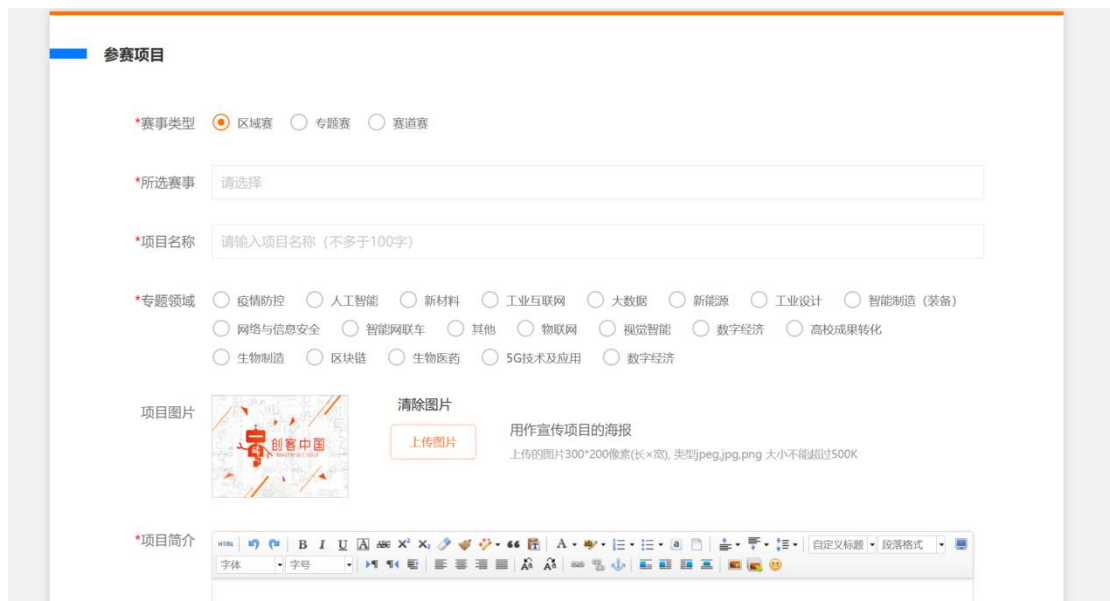 参赛项目
*赛事类型 区域赛 专题赛 赛道赛
*所选赛事 请选择
*项目名称 请输入项目名称（不多于100字）
*专题领域 疫情防控 人工智能 新材料 工业互联网 大数据 新能源 工业设计 智能制造（装备）
网络与信息安全 智能网联车 其他 物联网 视觉智能 数字经济 高校成果转化
生物制造 区块链 生物医药 5G技术及应用 数字经济
项目图片
创客中国
清除图片
上传图片
用作宣传项目的海报
上传的图片300*200像素(长×宽), 类型jpeg,jpg,png 大小不能超过500K
*项目简介
HTML B I U A ABC X² X₂ A ab a 自定义标题 段落格式
字体 字号